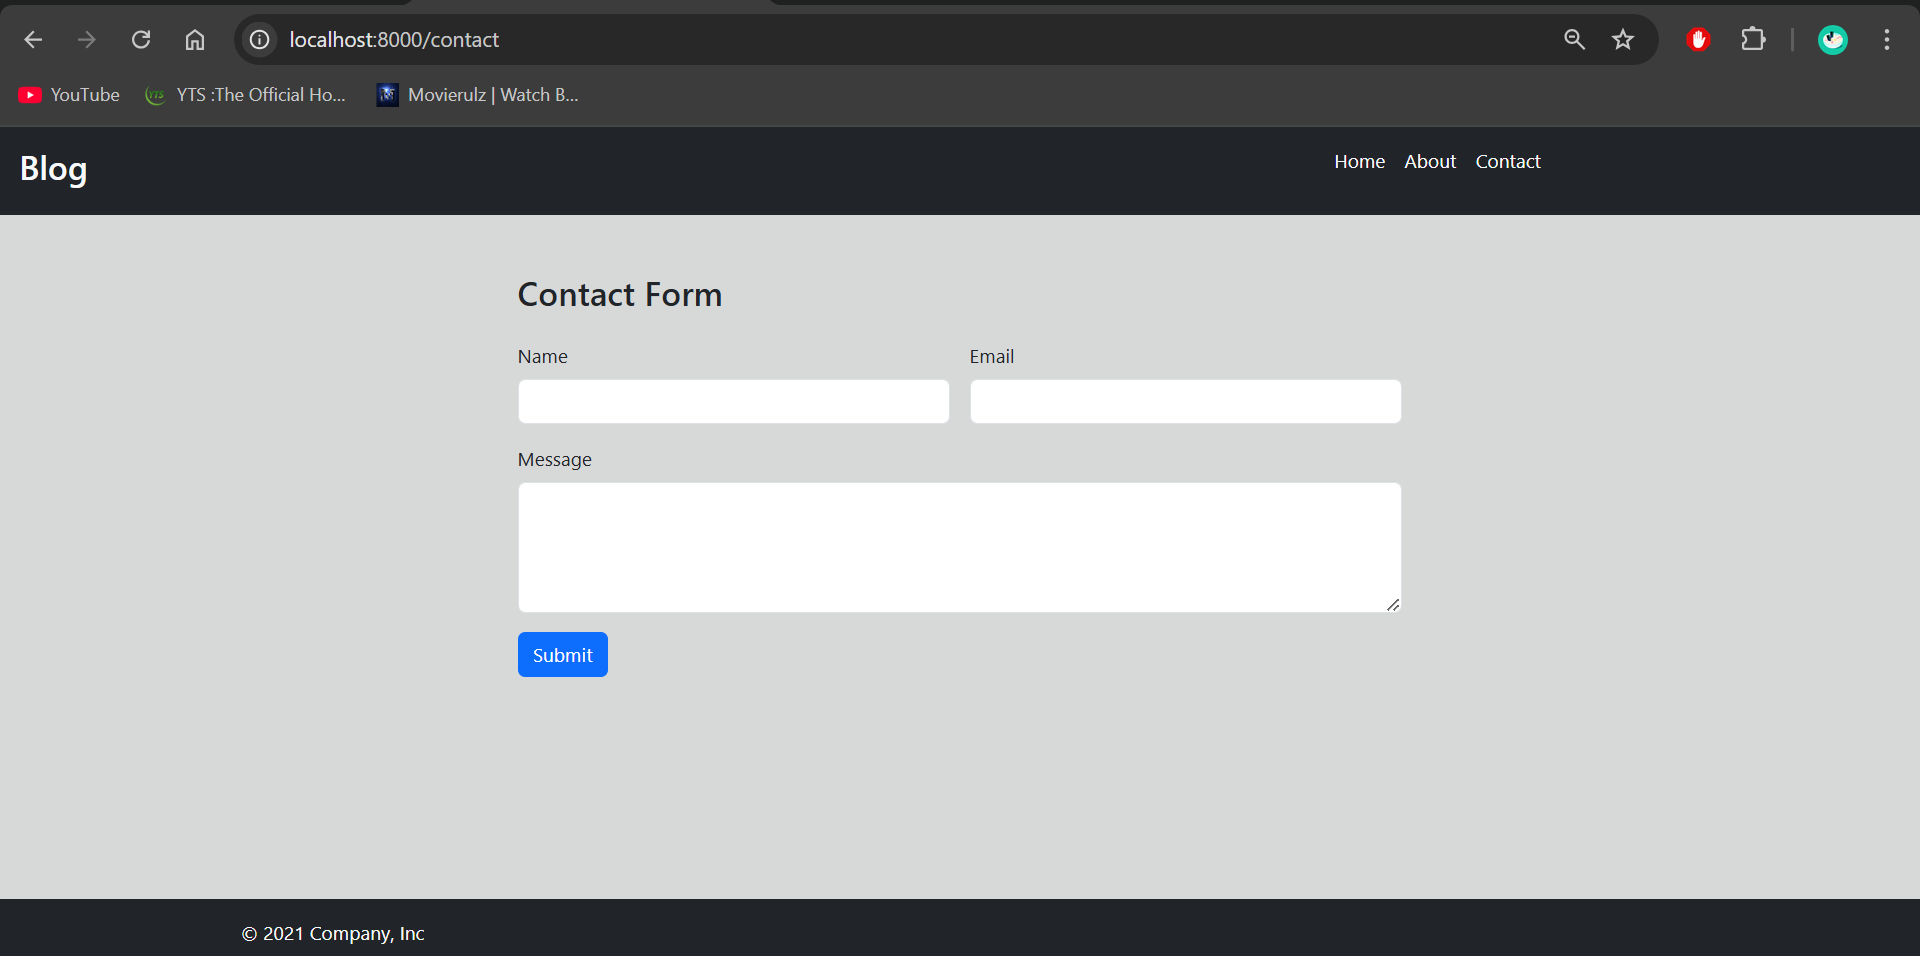 localhost:8000/contact
YouTube YTS YTS :The Official Ho... Movierulz | Watch B...
Blog Home About Contact
Contact Form
Name Email
Message
Submit
© 2021 Company, Inc